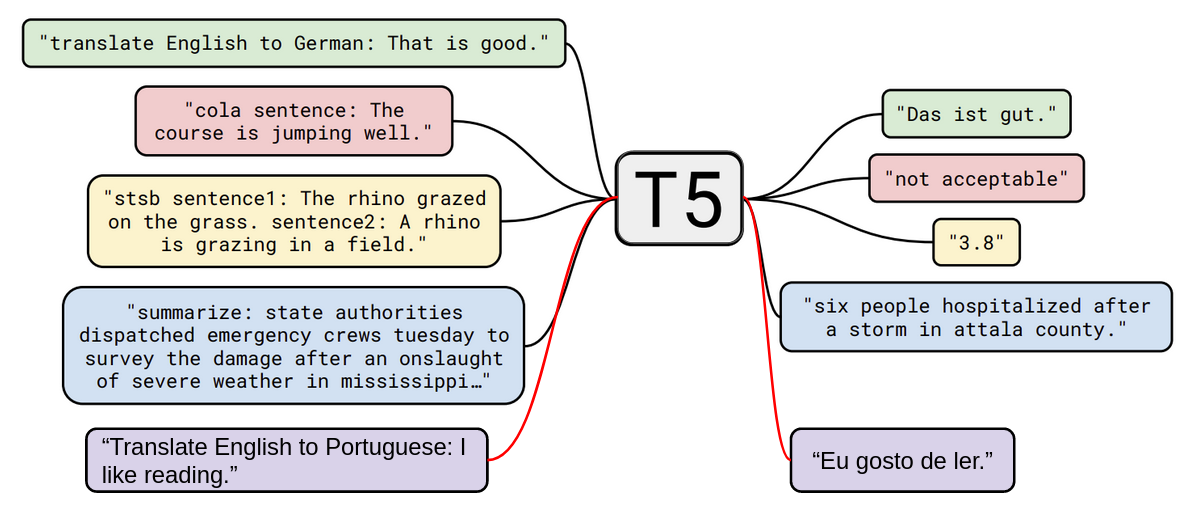 "translate English to German: That is good."
"cola sentence: The
course is jumping well."
"stsb sentence1: The rhino grazed
on the grass. sentence2: A rhino
is grazing in a field."
"summarize: state authorities
dispatched emergency crews tuesday to
survey the damage after an onslaught
of severe weather in mississippi…"
“Translate English to Portuguese: I
like reading.”
T5
"Das ist gut."
"not acceptable"
"3.8"
"six people hospitalized after
a storm in attala county."
“Eu gosto de ler.”